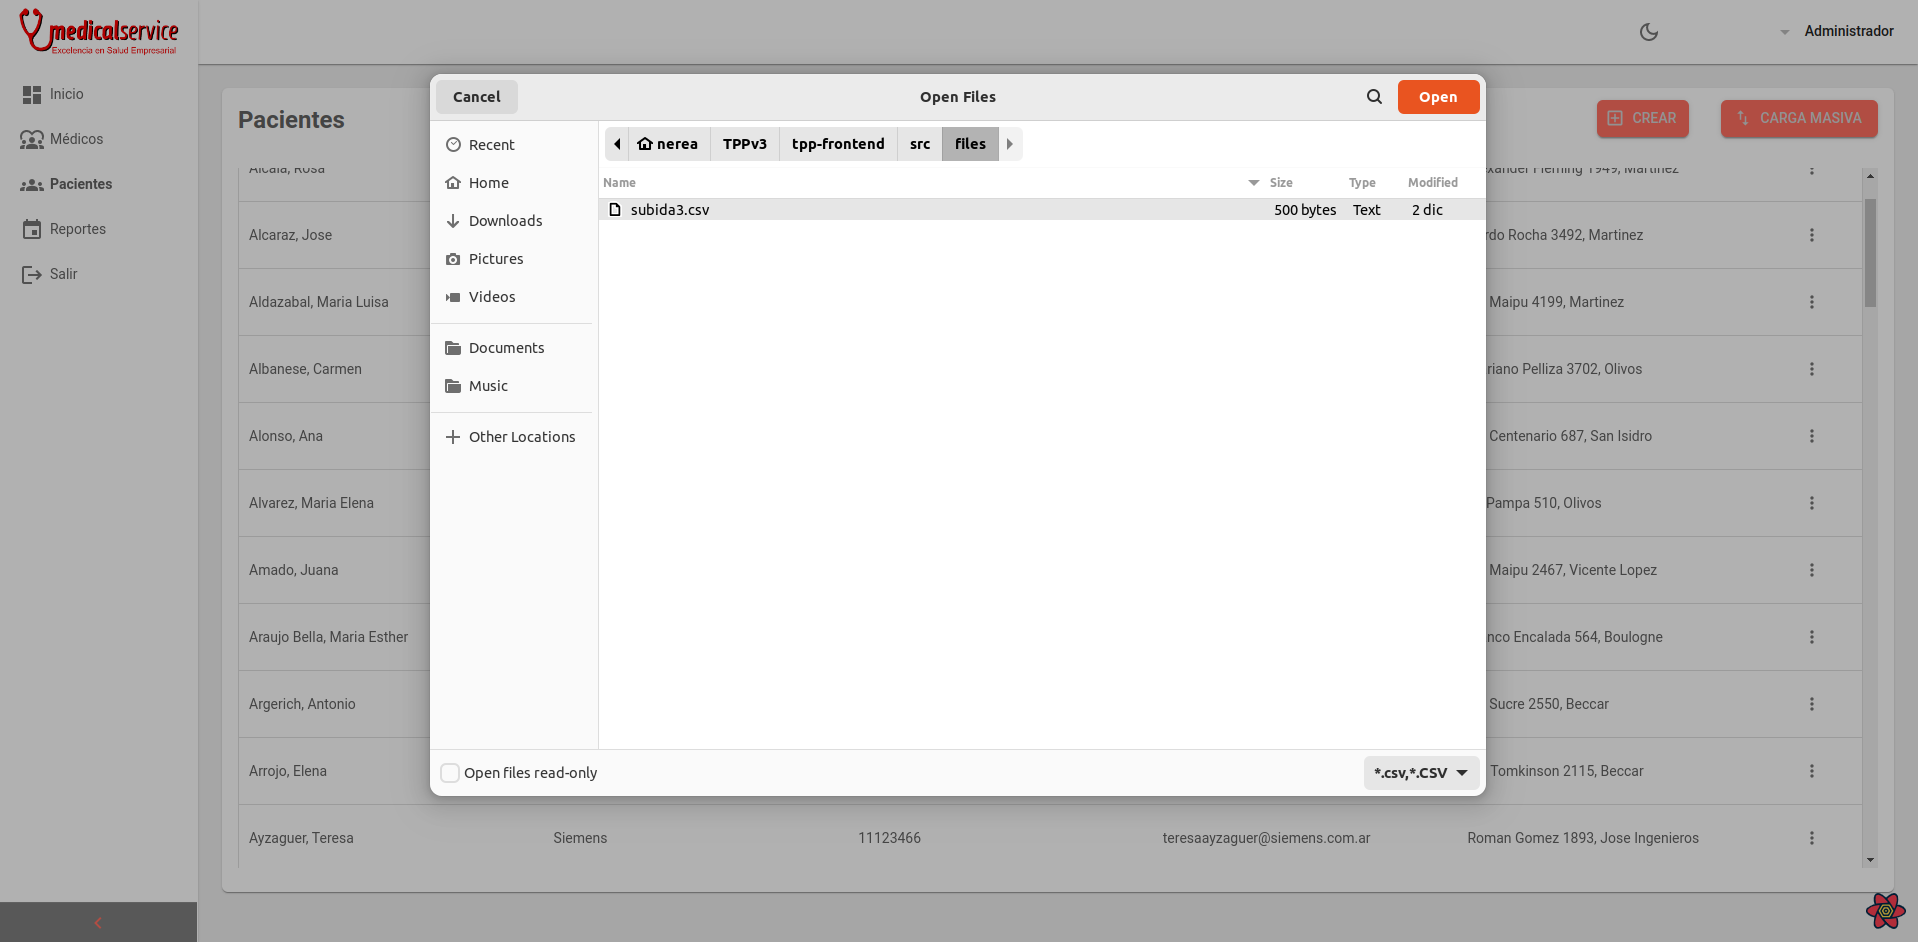 medicalservice
Excelencia en Salud Empresarial
Administrador
Inicio
Médicos
Pacientes
Reportes
Salir
Pacientes
CREAR
CARGA MASIVA
Cancel
Open Files
Open
Recent
Home
Downloads
Pictures
Videos
Documents
Music
Other Locations
nerea TPPv3 tpp-frontend src files
Name Size Type Modified
subida3.csv 500 bytes Text 2 dic
Open files read-only
*.csv,*.CSV
Alcala, Rosa Fleming 1949, Martinez
Alcaraz, Jose Rocha 3492, Martinez
Aldazabal, Maria Luisa Maipu 4199, Martinez
Albanese, Carmen riano Pelliza 3702, Olivos
Alonso, Ana Centenario 687, San Isidro
Alvarez, Maria Elena Pampa 510, Olivos
Amado, Juana Maipu 2467, Vicente Lopez
Araujo Bella, Maria Esther nco Encalada 564, Boulogne
Argerich, Antonio Sucre 2550, Beccar
Arrojo, Elena Tomkinson 2115, Beccar
Ayzaguer, Teresa Siemens 11123466 teresaayzaguer@siemens.com.ar Roman Gomez 1893, Jose Ingenieros